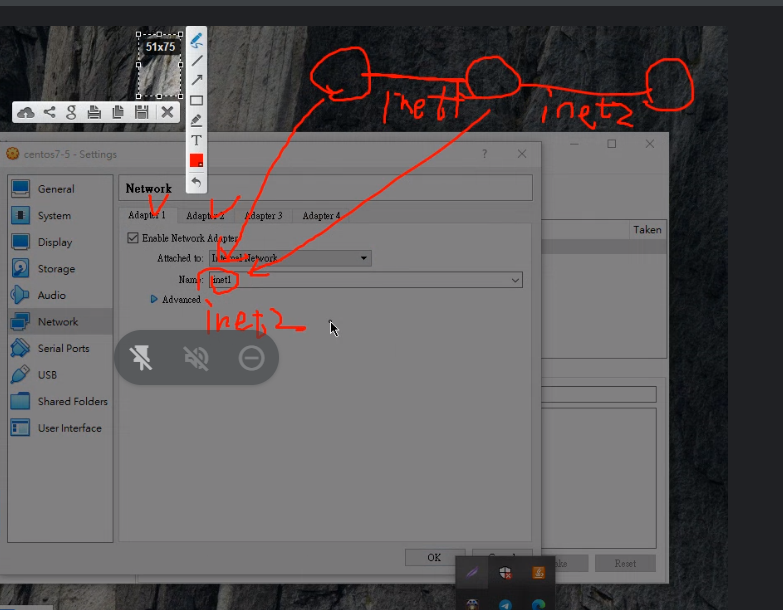 51x75
inet1 inet2
centos7-5 - Settings
General
System
Display
Storage
Audio
Network
Serial Ports
USB
Shared Folders
User Interface
Network
Adapter 1 Adapter 2 Adapter 3 Adapter 4
Enable Network Adapter
Attached to: Internal Network
Name: inet1
Advanced
inet2
Taken
OK
Reset